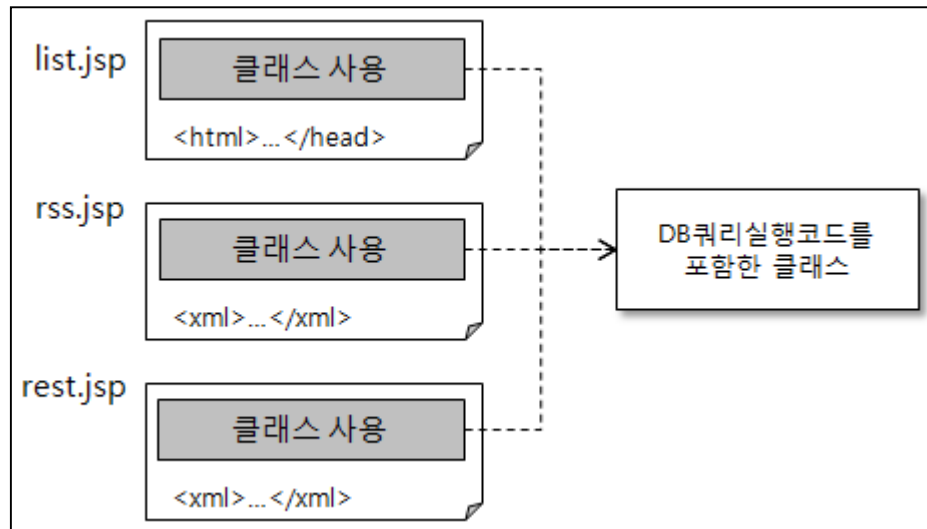 list.jsp
클래스 사용
<html>...</head>
rss.jsp
클래스 사용
<xml>...</xml>
rest.jsp
클래스 사용
<xml>...</xml>
DB쿼리실행코드를
포함한 클래스